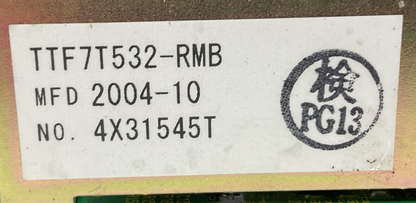 TTF7T532-RMB
MFD 2004-10
NO. 4X31545T
検
PG13